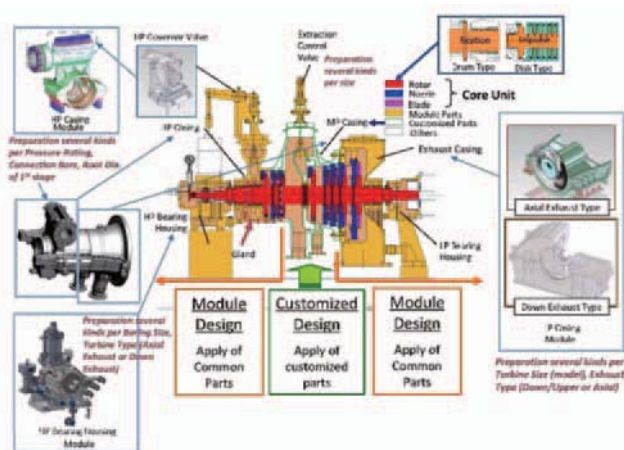 HP Governor Valve
Extraction
Control
Valve
Preparation
several kinds
per size
Reaction
Impulse
Drum Type
Disk Type
Rotor
Nozzle
Blade
Module Parts
Customized Parts
Others
Core Unit
HP Casing
Module
Preparation several kinds
per Pressure Rating,
Connection Bore, Root Dia.
of 1st stage
HP Casing
MP Casing
Exhaust Casing
HP Bearing
Housing
Gland
LP Bearing
Housing
Axial Exhaust Type
Down Exhaust Type
Module
Preparation several kinds per
Turbine Size (model), Exhaust
Type (Down/Upper or Axial)
Preparation several
kinds per Bearing Size,
Turbine Type (Axial
Exhaust or Down
Exhaust)
HP Bearing Housing
Module
Module
Design
Apply of
Common
Parts
Customized
Design
Apply of
customized
parts
Module
Design
Apply of
Common
Parts